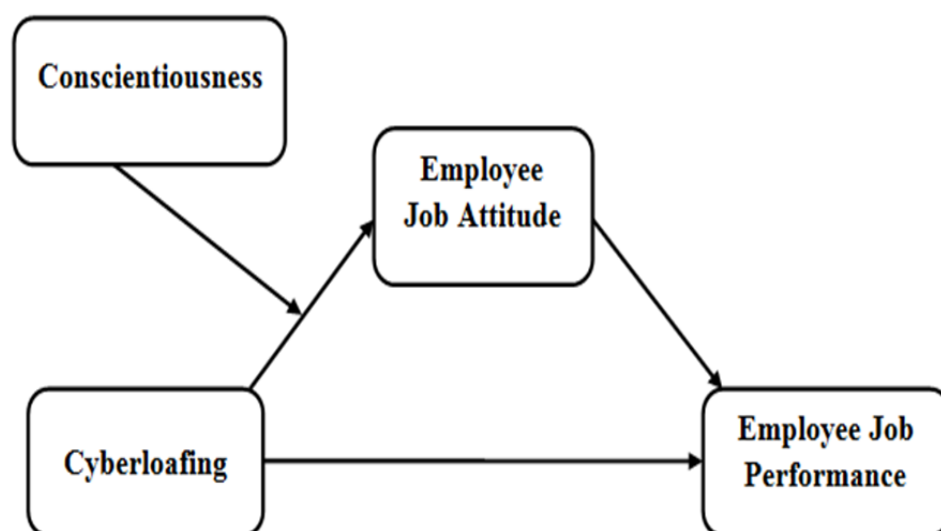 Conscientiousness
Employee
Job Attitude
Cyberloafing
Employee Job
Performance